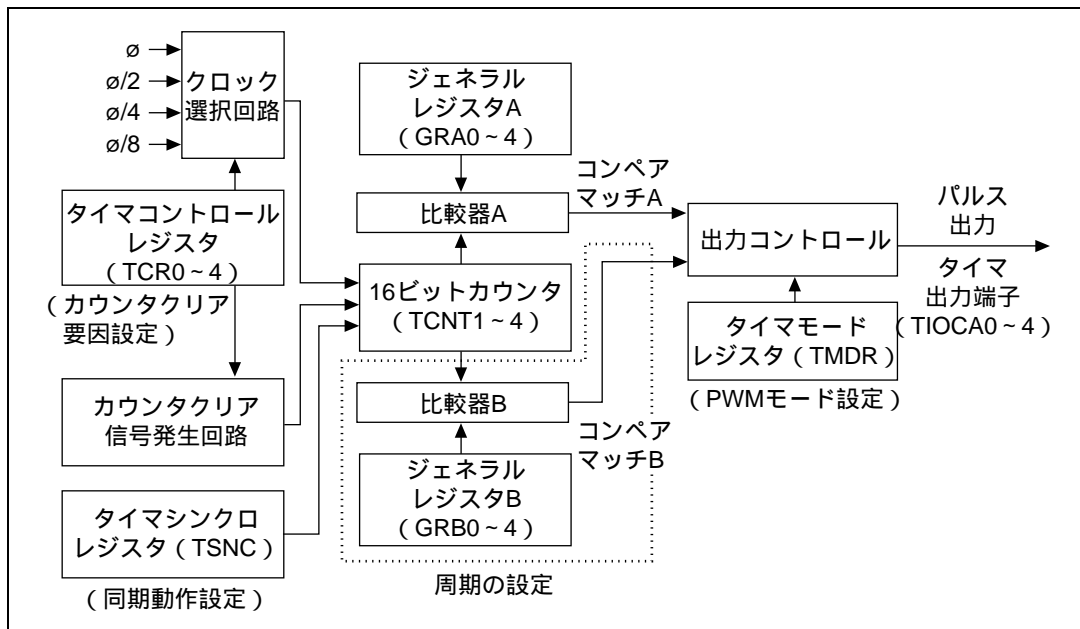 ø
ø/2
ø/4
ø/8
クロック
選択回路
タイマコントロール
レジスタ
(TCR0~4)
(カウンタクリア
要因設定)
カウンタクリア
信号発生回路
タイマシンクロ
レジスタ(TSNC)
(同期動作設定)
ジェネラル
レジスタA
(GRA0~4)
比較器A
16ビットカウンタ
(TCNT1~4)
比較器B
ジェネラル
レジスタB
(GRB0~4)
周期の設定
コンペア
マッチA
コンペア
マッチB
出力コントロール
タイマモード
レジスタ(TMDR)
(PWMモード設定)
パルス
出力
タイマ
出力端子
(TIOCA0~4)